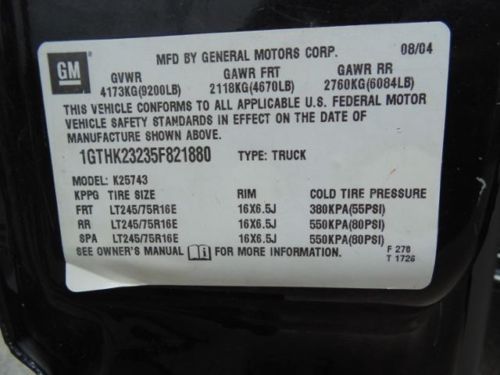 GM
MFD BY GENERAL MOTORS CORP. 08/04
GVWR GAWR FRT GAWR RR
4173KG(9200LB) 2118KG(4670LB) 2760KG(6084LB)
THIS VEHICLE CONFORMS TO ALL APPLICABLE U.S. FEDERAL MOTOR
VEHICLE SAFETY STANDARDS IN EFFECT ON THE DATE OF
MANUFACTURE SHOWN ABOVE.
1GTHK23235F821880 TYPE: TRUCK
MODEL: K25743
KPPG TIRE SIZE RIM COLD TIRE PRESSURE
FRT LT245/75R16E 16X6.5J 380KPA(55PSI)
RR LT245/75R16E 16X6.5J 550KPA(80PSI)
SPA LT245/75R16E 16X6.5J 550KPA(80PSI)
SEE OWNER'S MANUAL FOR MORE INFORMATION. F 276
T 1726